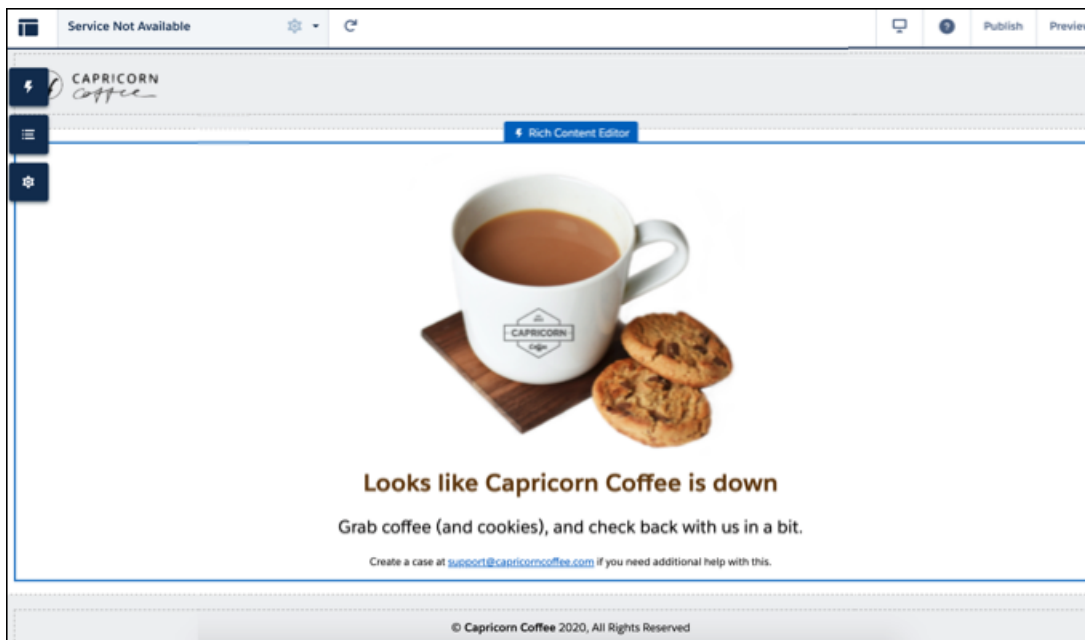 Service Not Available
Publish
Preview
CAPRICORN
Coffee
Rich Content Editor
CAPRICORN
Coffee
Looks like Capricorn Coffee is down
Grab coffee (and cookies), and check back with us in a bit.
Create a case at support@capricorncoffee.com if you need additional help with this.
© Capricorn Coffee 2020, All Rights Reserved